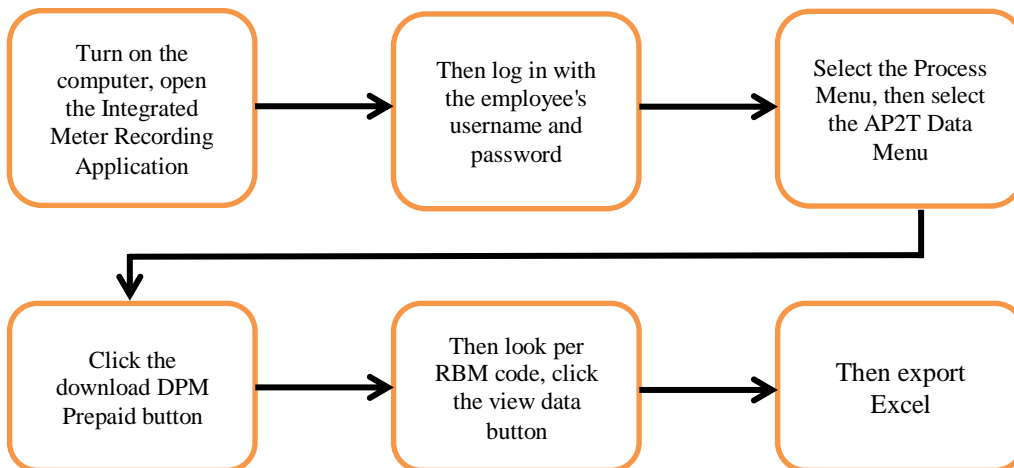 Turn on the
computer, open
the Integrated
Meter Recording
Application
Then log in with
the employee's
username and
password
Select the Process
Menu, then select
the AP2T Data
Menu
Click the
download DPM
Prepaid button
Then look per
RBM code, click
the view data
button
Then export
Excel